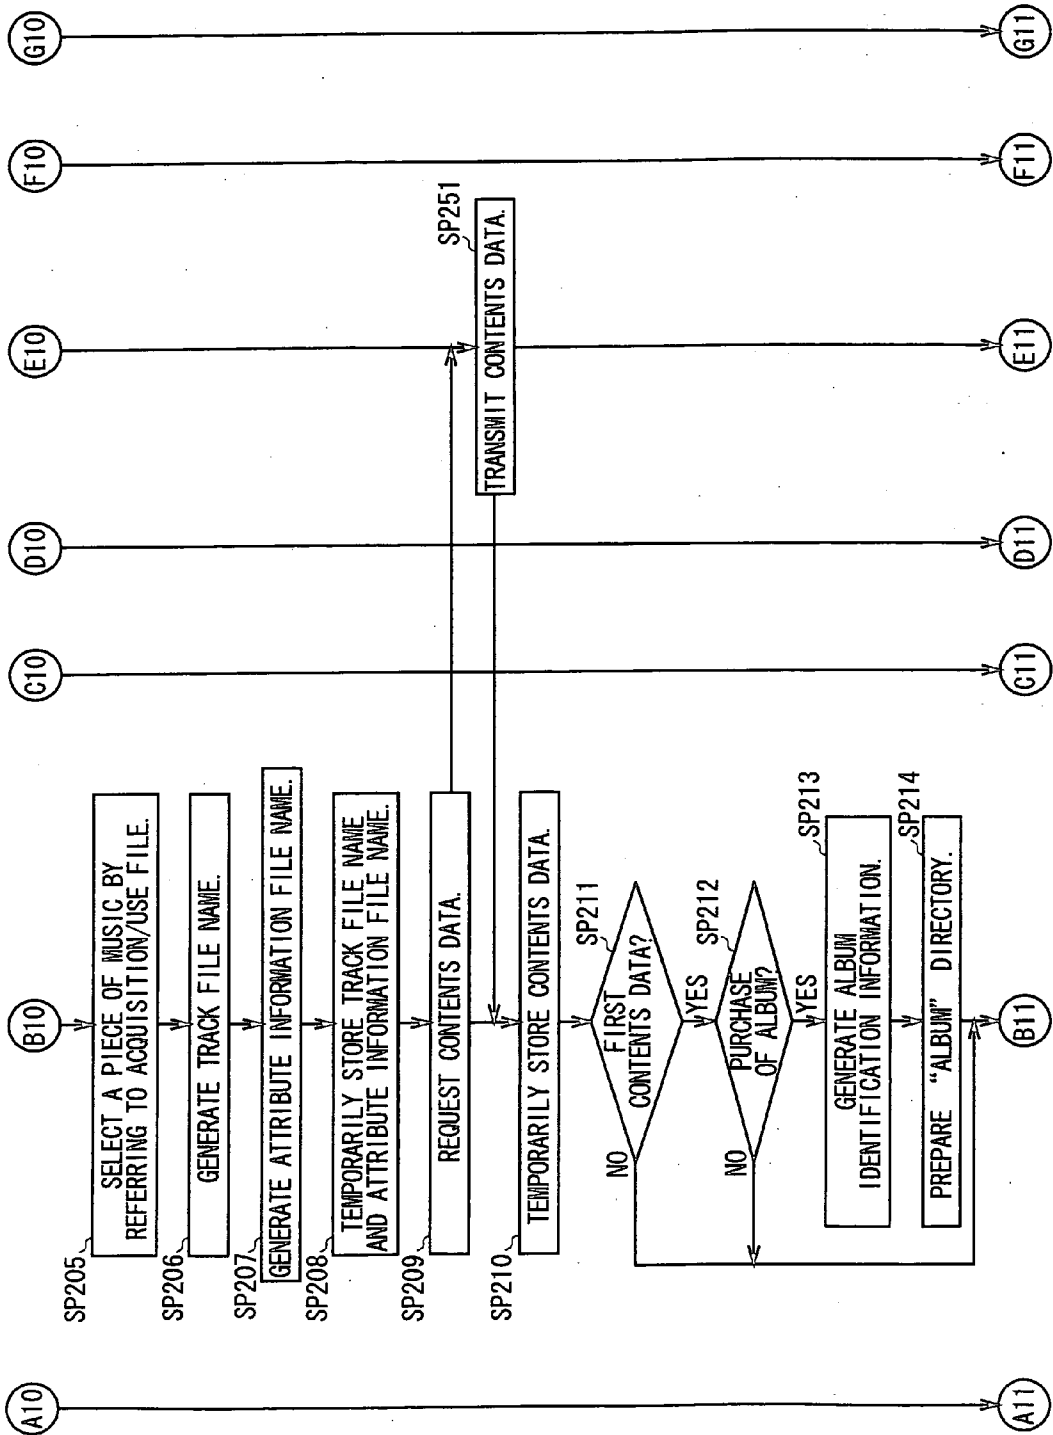 A10
B10
C10
D10
E10
F10
G10
SP205
SELECT A PIECE OF MUSIC BY
REFERRING TO ACQUISITION/USE FILE.
SP206
GENERATE TRACK FILE NAME.
SP207
GENERATE ATTRIBUTE INFORMATION FILE NAME.
SP208
TEMPORARILY STORE TRACK FILE NAME
AND ATTRIBUTE INFORMATION FILE NAME.
SP209
REQUEST CONTENTS DATA.
SP251
TRANSMIT CONTENTS DATA.
SP210
TEMPORARILY STORE CONTENTS DATA.
SP211
FIRST
CONTENTS DATA?
NO
YES
SP212
PURCHASE
OF ALBUM?
NO
YES
SP213
GENERATE ALBUM
IDENTIFICATION INFORMATION.
SP214
PREPARE “ALBUM” DIRECTORY.
A11
B11
C11
D11
E11
F11
G11